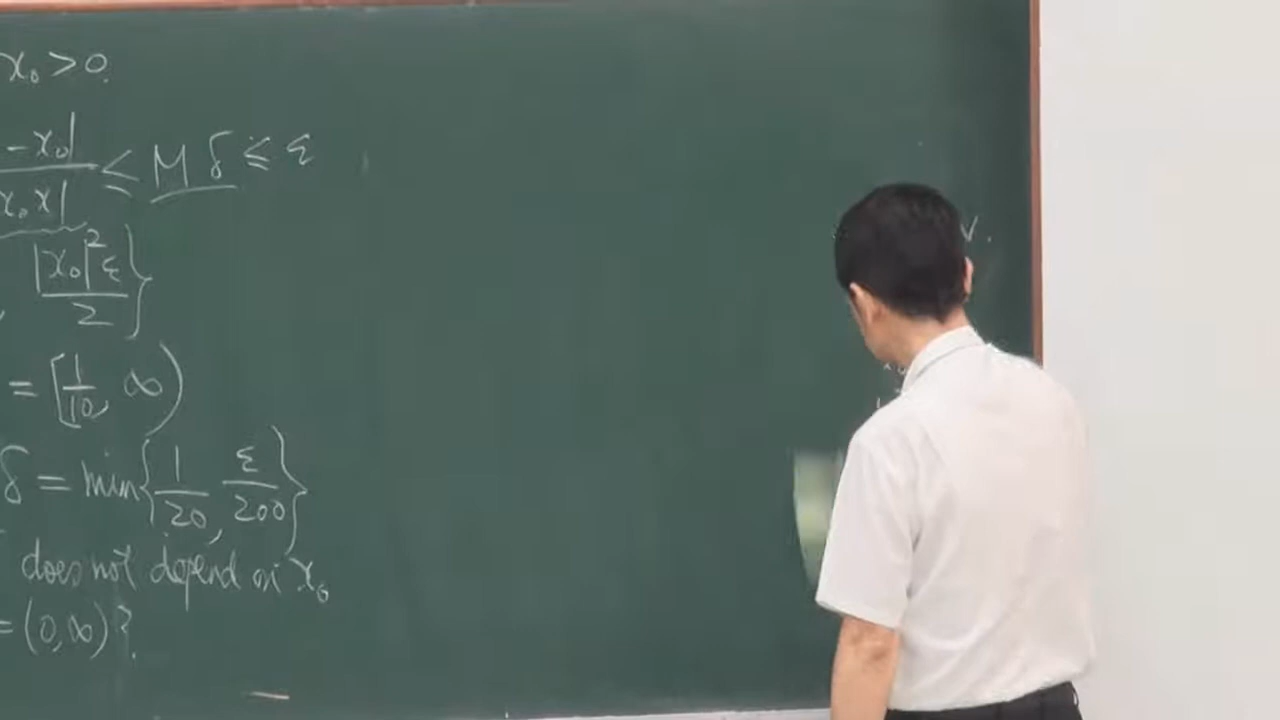 x₀ > 0.
-x₀| / x₀x| ≤ Mδ ≤ ε
, |x₀|²ε / 2}
= [1/10, ∞)
δ = min{1/20, ε/200}
does not depend on x₀
= (0,∞)?